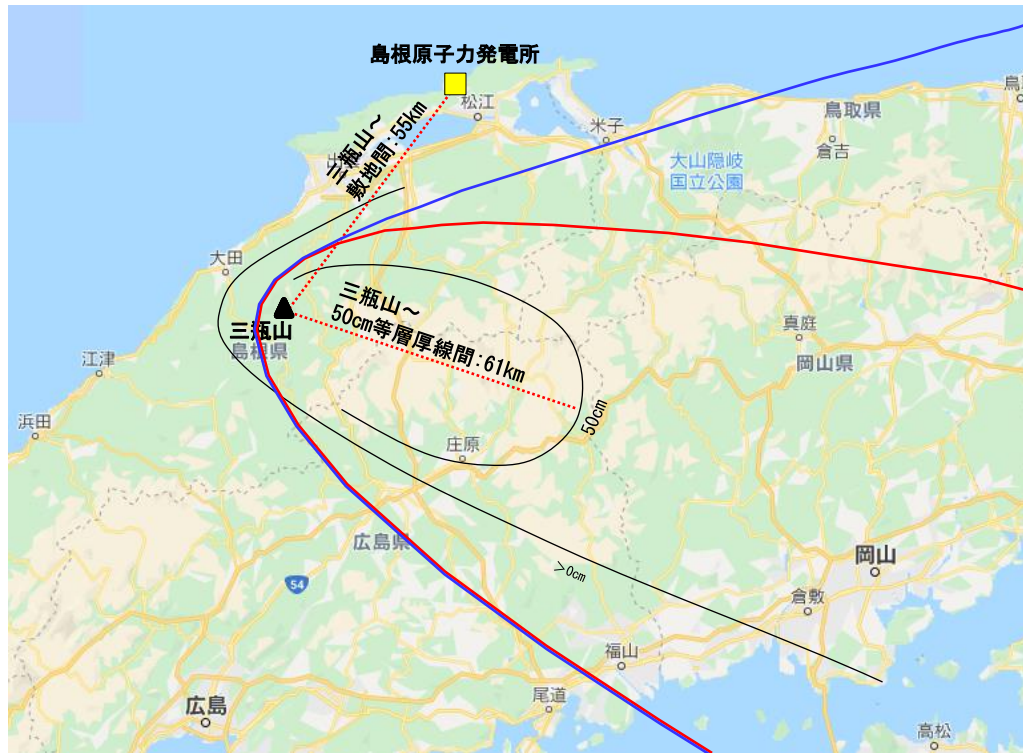 島根原子力発電所
松江
三瓶山～
敷地間:55km
米子
鳥取県
倉吉
大山隠岐
国立公園
大田
三瓶山～
50cm等層厚線間:61km
三瓶山
島根県
真庭
岡山県
江津
浜田
50cm
庄原
広島県
>0cm
54
岡山
倉敷
福山
尾道
広島
高松